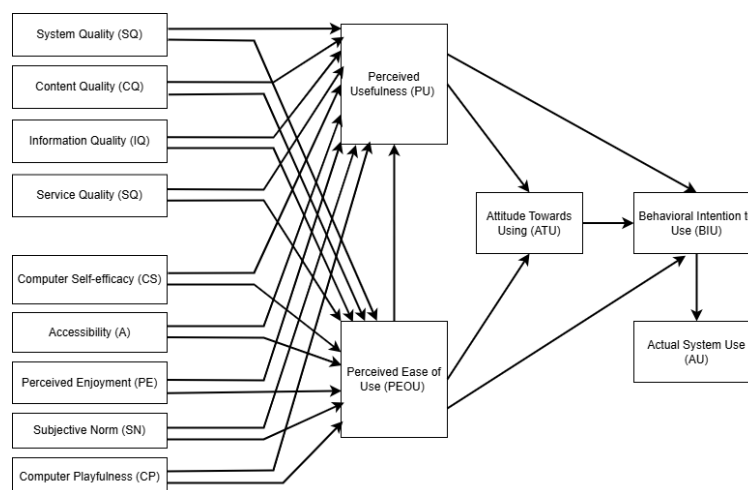 System Quality (SQ)
Content Quality (CQ)
Information Quality (IQ)
Service Quality (SQ)
Computer Self-efficacy (CS)
Accessibility (A)
Perceived Enjoyment (PE)
Subjective Norm (SN)
Computer Playfulness (CP)
Perceived
Usefulness (PU)
Perceived Ease of
Use (PEOU)
Attitude Towards
Using (ATU)
Behavioral Intention t
Use (BIU)
Actual System Use
(AU)